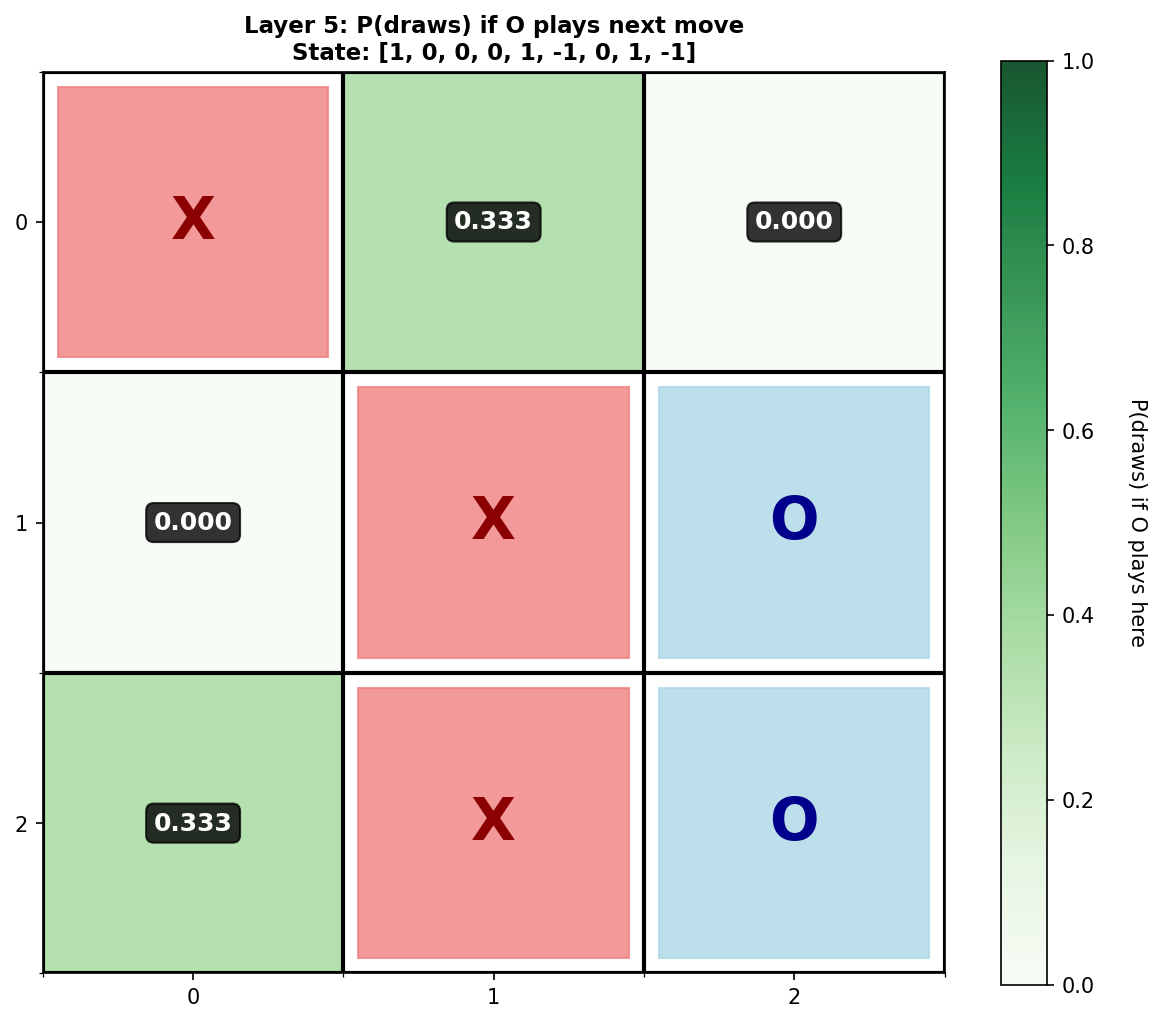 Layer 5: P(draws) if O plays next move
State: [1, 0, 0, 0, 1, -1, 0, 1, -1]
0 X 0.333 0.000
1 0.000 X O
2 0.333 X O
0 1 2
1.0
0.8
0.6
0.4
0.2
0.0
P(draws) if O plays here